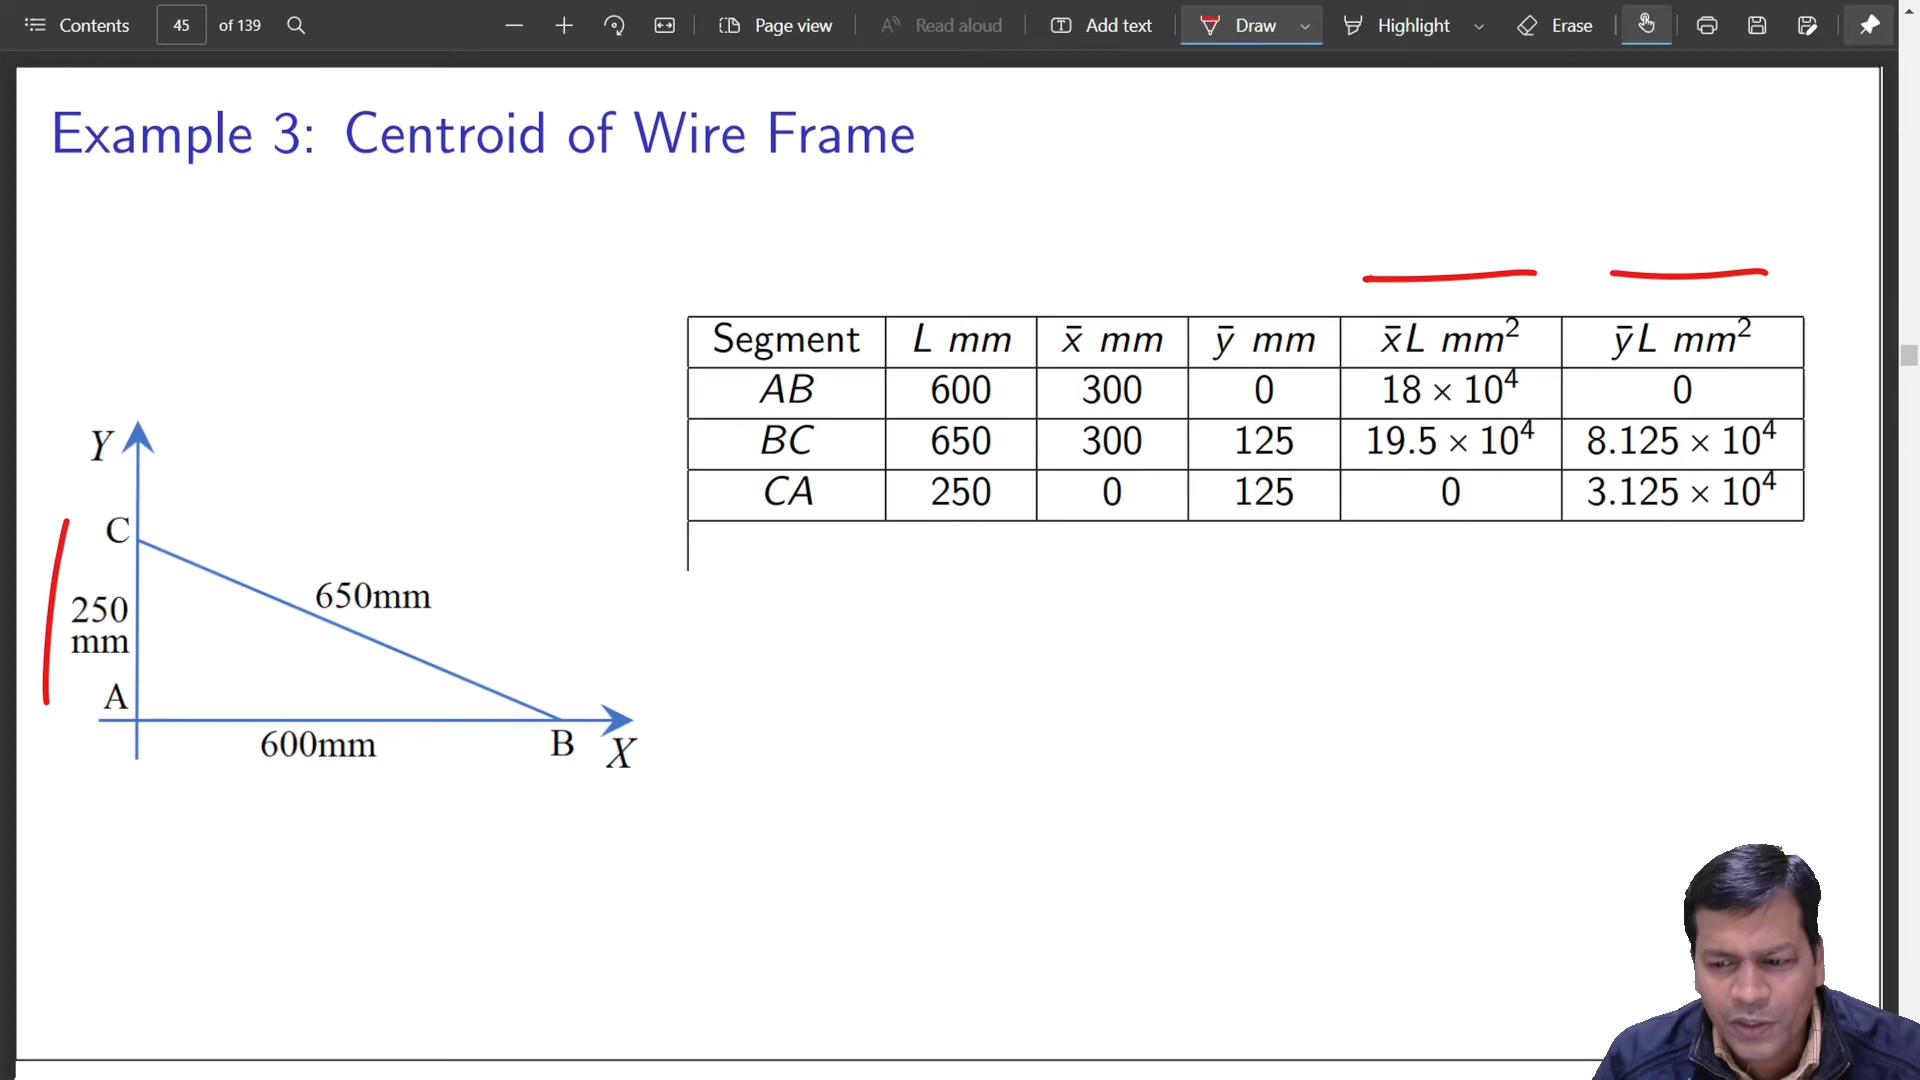 Contents 45 of 139 Page view Read aloud Add text Draw Highlight Erase
Example 3: Centroid of Wire Frame
Segment L mm x̄ mm ȳ mm x̄L mm² ȳL mm²
AB 600 300 0 18 × 10⁴ 0
BC 650 300 125 19.5 × 10⁴ 8.125 × 10⁴
CA 250 0 125 0 3.125 × 10⁴
Y
C
650mm
250
mm
A
600mm
B
X